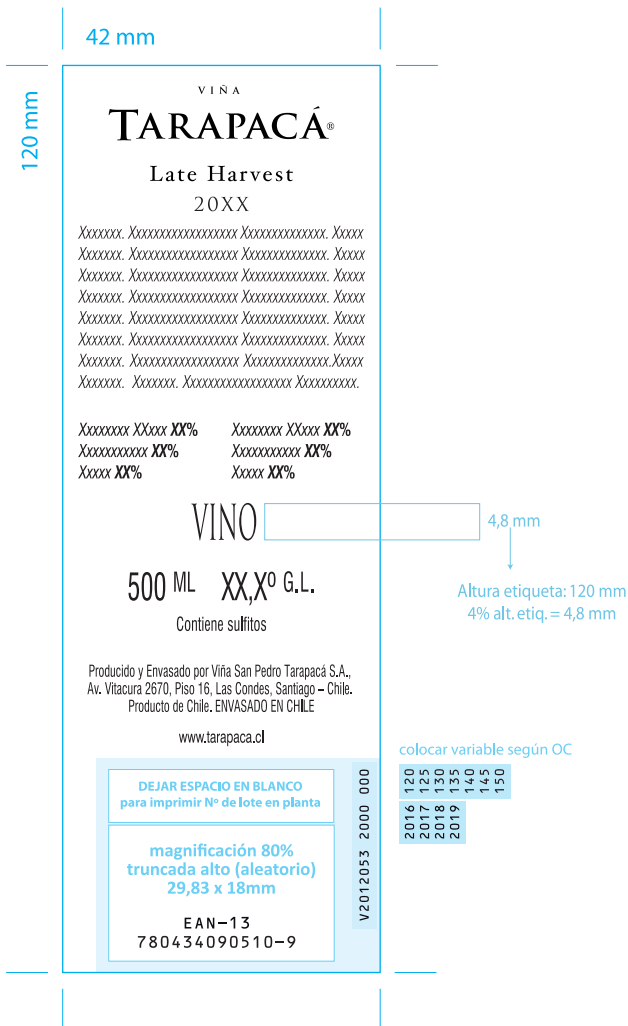 42 mm
120 mm
VIÑA
TARAPACÁ®
Late Harvest
20XX
Xxxxxxx. Xxxxxxxxxxxxxxxxxx Xxxxxxxxxxxxxx. Xxxxx
Xxxxxxx. Xxxxxxxxxxxxxxxxxx Xxxxxxxxxxxxxx. Xxxxx
Xxxxxxx. Xxxxxxxxxxxxxxxxxx Xxxxxxxxxxxxxx. Xxxxx
Xxxxxxx. Xxxxxxxxxxxxxxxxxx Xxxxxxxxxxxxxx. Xxxxx
Xxxxxxx. Xxxxxxxxxxxxxxxxxx Xxxxxxxxxxxxxx. Xxxxx
Xxxxxxx. Xxxxxxxxxxxxxxxxxx Xxxxxxxxxxxxxx. Xxxxx
Xxxxxxx. Xxxxxxxxxxxxxxxxxx Xxxxxxxxxxxxxx.Xxxxx
Xxxxxxx. Xxxxxxx. Xxxxxxxxxxxxxxxxxx Xxxxxxxxxx.
Xxxxxxxx XXxxx XX% Xxxxxxxx XXxxx XX%
Xxxxxxxxxxx XX% Xxxxxxxxxxx XX%
Xxxxx XX% Xxxxx XX%
VINO
4,8 mm
Altura etiqueta: 120 mm
4% alt. etiq. = 4,8 mm
500 ML XX,Xº G.L.
Contiene sulfitos
Producido y Envasado por Viña San Pedro Tarapacá S.A.,
Av. Vitacura 2670, Piso 16, Las Condes, Santiago – Chile.
Producto de Chile. ENVASADO EN CHILE
www.tarapaca.cl
DEJAR ESPACIO EN BLANCO
para imprimir Nº de lote en planta
magnificación 80%
truncada alto (aleatorio)
29,83 x 18mm
EAN-13
780434090510-9
V2012053 2000 000
colocar variable según OC
2016 120
2017 125
2018 130
2019 135
140
145
150